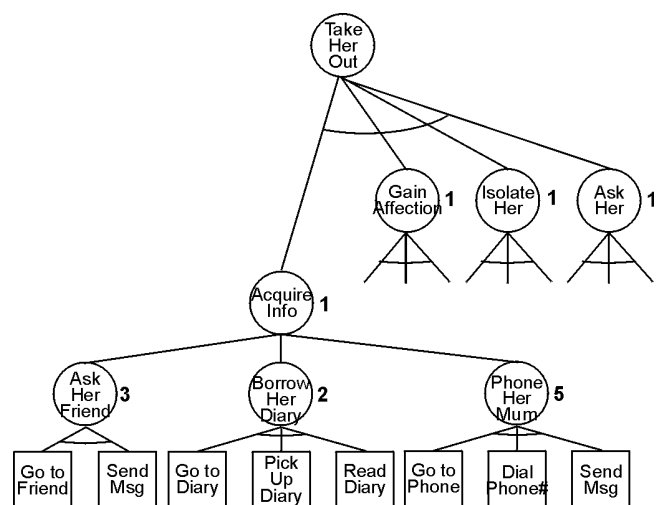 Take
Her
Out
Gain
Affection
1
Isolate
Her
1
Ask
Her
1
Acquire
Info
1
Ask
Her
Friend
3
Borrow
Her
Diary
2
Phone
Her
Mum
5
Go to
Friend
Send
Msg
Go to
Diary
Pick
Up
Diary
Read
Diary
Go to
Phone
Dial
Phone#
Send
Msg